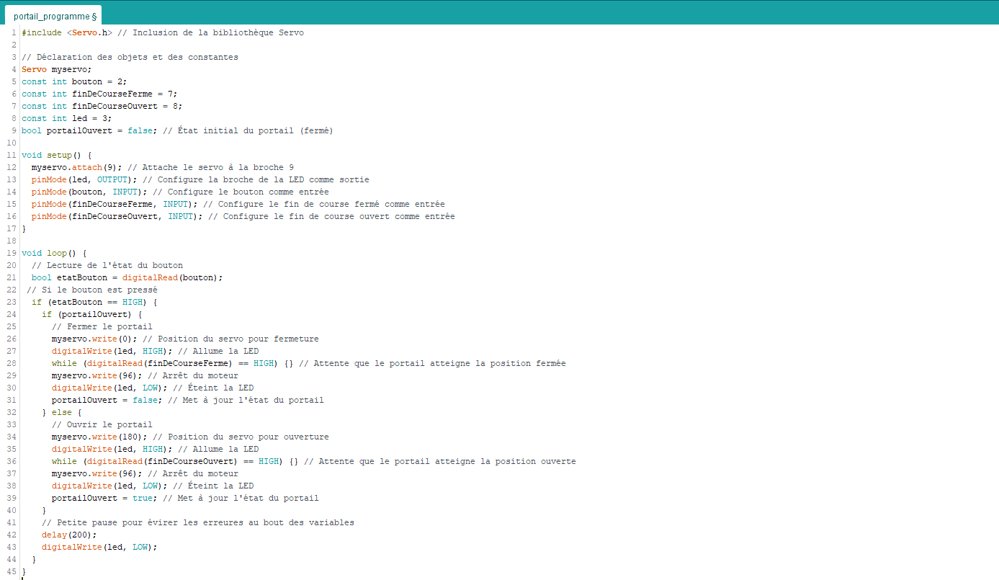 portail_programme §
1 #include <Servo.h> // Inclusion de la bibliothèque Servo
2
3 // Déclaration des objets et des constantes
4 Servo myservo;
5 const int bouton = 2;
6 const int finDeCourseFerme = 7;
7 const int finDeCourseOuvert = 8;
8 const int led = 3;
9 bool portailOuvert = false; // État initial du portail (fermé)
10
11 void setup() {
12   myservo.attach(9); // Attache le servo à la broche 9
13   pinMode(led, OUTPUT); // Configure la broche de la LED comme sortie
14   pinMode(bouton, INPUT); // Configure le bouton comme entrée
15   pinMode(finDeCourseFerme, INPUT); // Configure le fin de course fermé comme entrée
16   pinMode(finDeCourseOuvert, INPUT); // Configure le fin de course ouvert comme entrée
17 }
18
19 void loop() {
20   // Lecture de l'état du bouton
21   bool etatBouton = digitalRead(bouton);
22  // Si le bouton est pressé
23   if (etatBouton == HIGH) {
24     if (portailOuvert) {
25       // Fermer le portail
26       myservo.write(0); // Position du servo pour fermeture
27       digitalWrite(led, HIGH); // Allume la LED
28       while (digitalRead(finDeCourseFerme) == HIGH) {} // Attente que le portail atteigne la position fermée
29       myservo.write(96); // Arrêt du moteur
30       digitalWrite(led, LOW); // Éteint la LED
31       portailOuvert = false; // Met à jour l'état du portail
32     } else {
33       // Ouvrir le portail
34       myservo.write(180); // Position du servo pour ouverture
35       digitalWrite(led, HIGH); // Allume la LED
36       while (digitalRead(finDeCourseOuvert) == HIGH) {} // Attente que le portail atteigne la position ouverte
37       myservo.write(96); // Arrêt du moteur
38       digitalWrite(led, LOW); // Éteint la LED
39       portailOuvert = true; // Met à jour l'état du portail
40     }
41     // Petite pause pour évirer les erreures au bout des variables
42     delay(200);
43     digitalWrite(led, LOW);
44   }
45 }